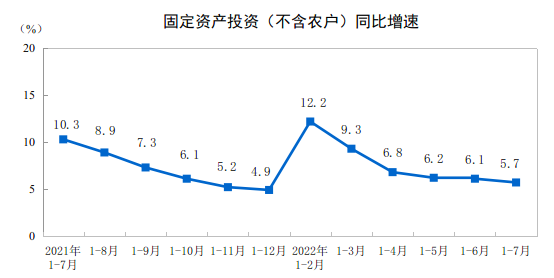 固定资产投资（不含农户）同比增速
(%)
20
15
10
5
0
10.3
8.9
7.3
6.1
5.2
4.9
12.2
9.3
6.8
6.2
6.1
5.7
2021年
1-7月
1-8月
1-9月
1-10月
1-11月
1-12月
2022年
1-2月
1-3月
1-4月
1-5月
1-6月
1-7月